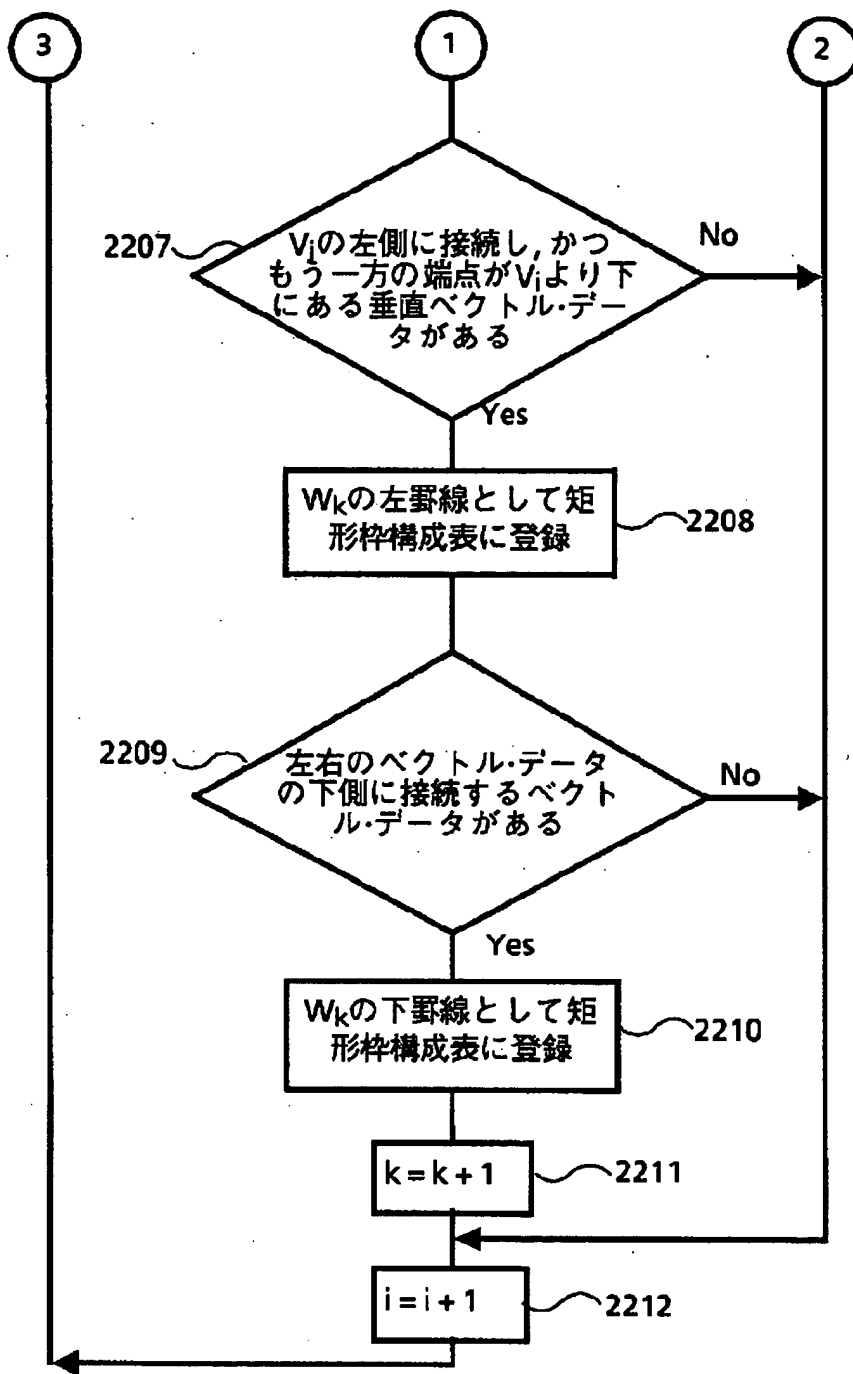 3
1
2
2207
Viの左側に接続し,かつ
もう一方の端点がViより下
にある垂直ベクトル・デー
タがある
No
Yes
Wkの左罫線として矩
形枠構成表に登録
2208
2209
左右のベクトル・データ
の下側に接続するベクト
ル・データがある
No
Yes
Wkの下罫線として矩
形枠構成表に登録
2210
k=k+1
2211
i=i+1
2212